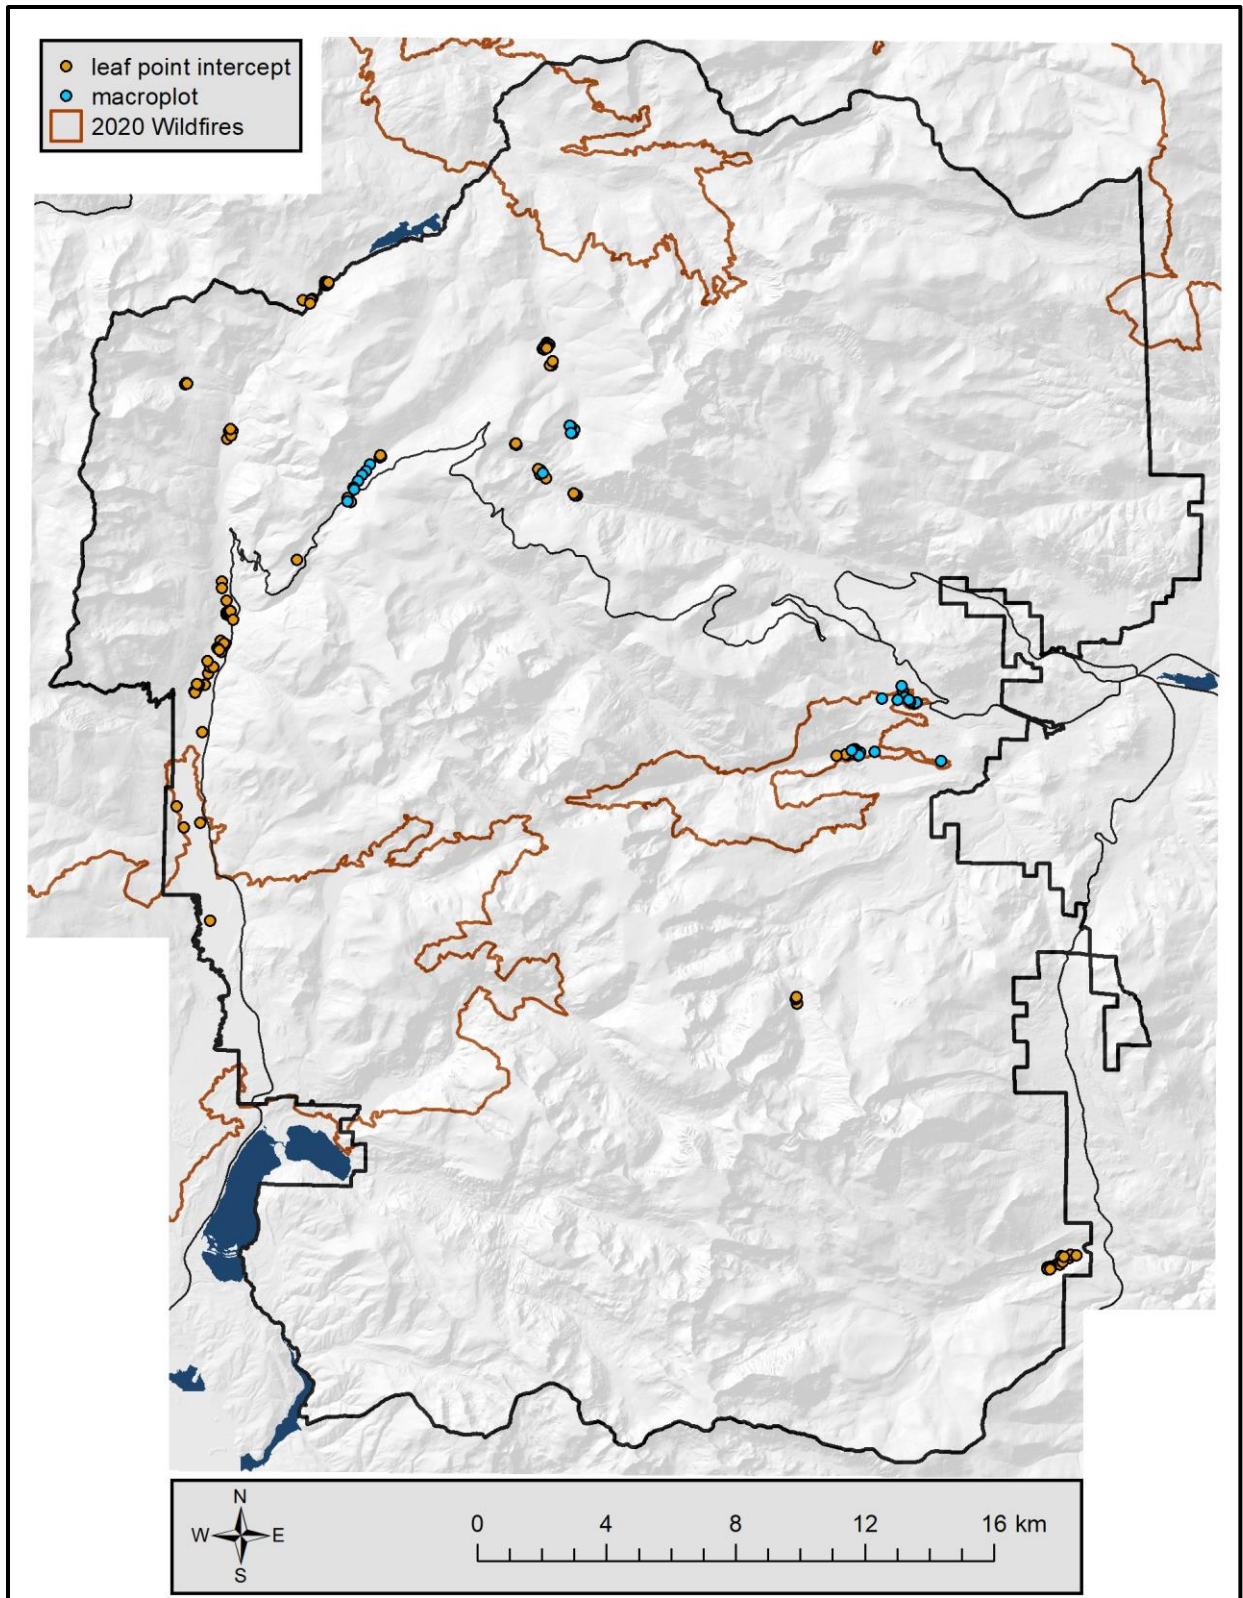 leaf point intercept
macroplot
2020 Wildfires
N
W E
S
0 4 8 12 16 km